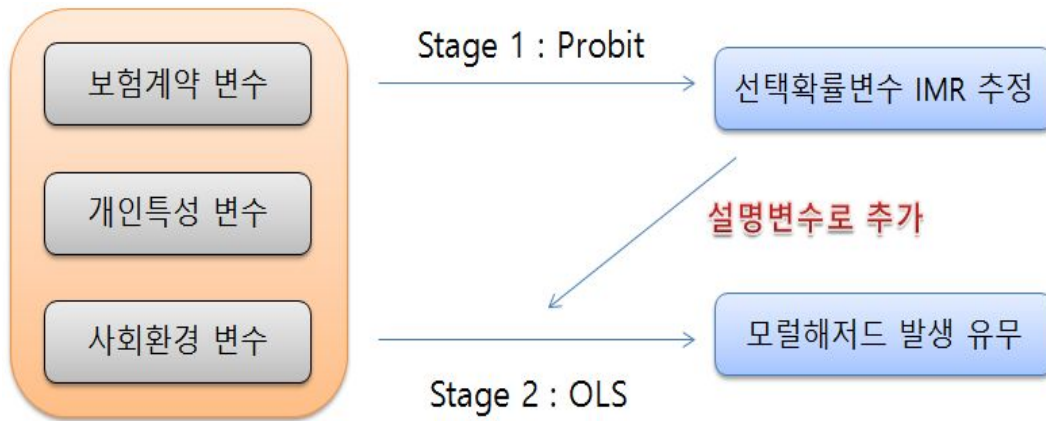 보험계약 변수
개인특성 변수
사회환경 변수
Stage 1 : Probit
선택확률변수 IMR 추정
설명변수로 추가
Stage 2 : OLS
모럴해저드 발생 유무